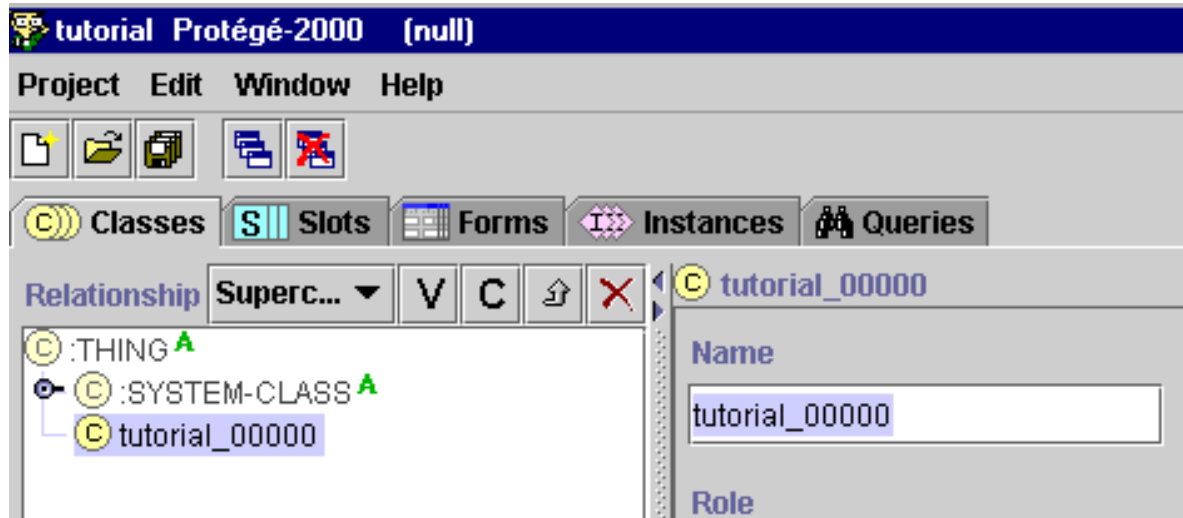 tutorial Protégé-2000 (null)
Project Edit Window Help
C Classes S Slots Forms I Instances Queries
Relationship Superc... V C
C tutorial_00000
C :THING A
Name
C :SYSTEM-CLASS A
tutorial_00000
C tutorial_00000
Role